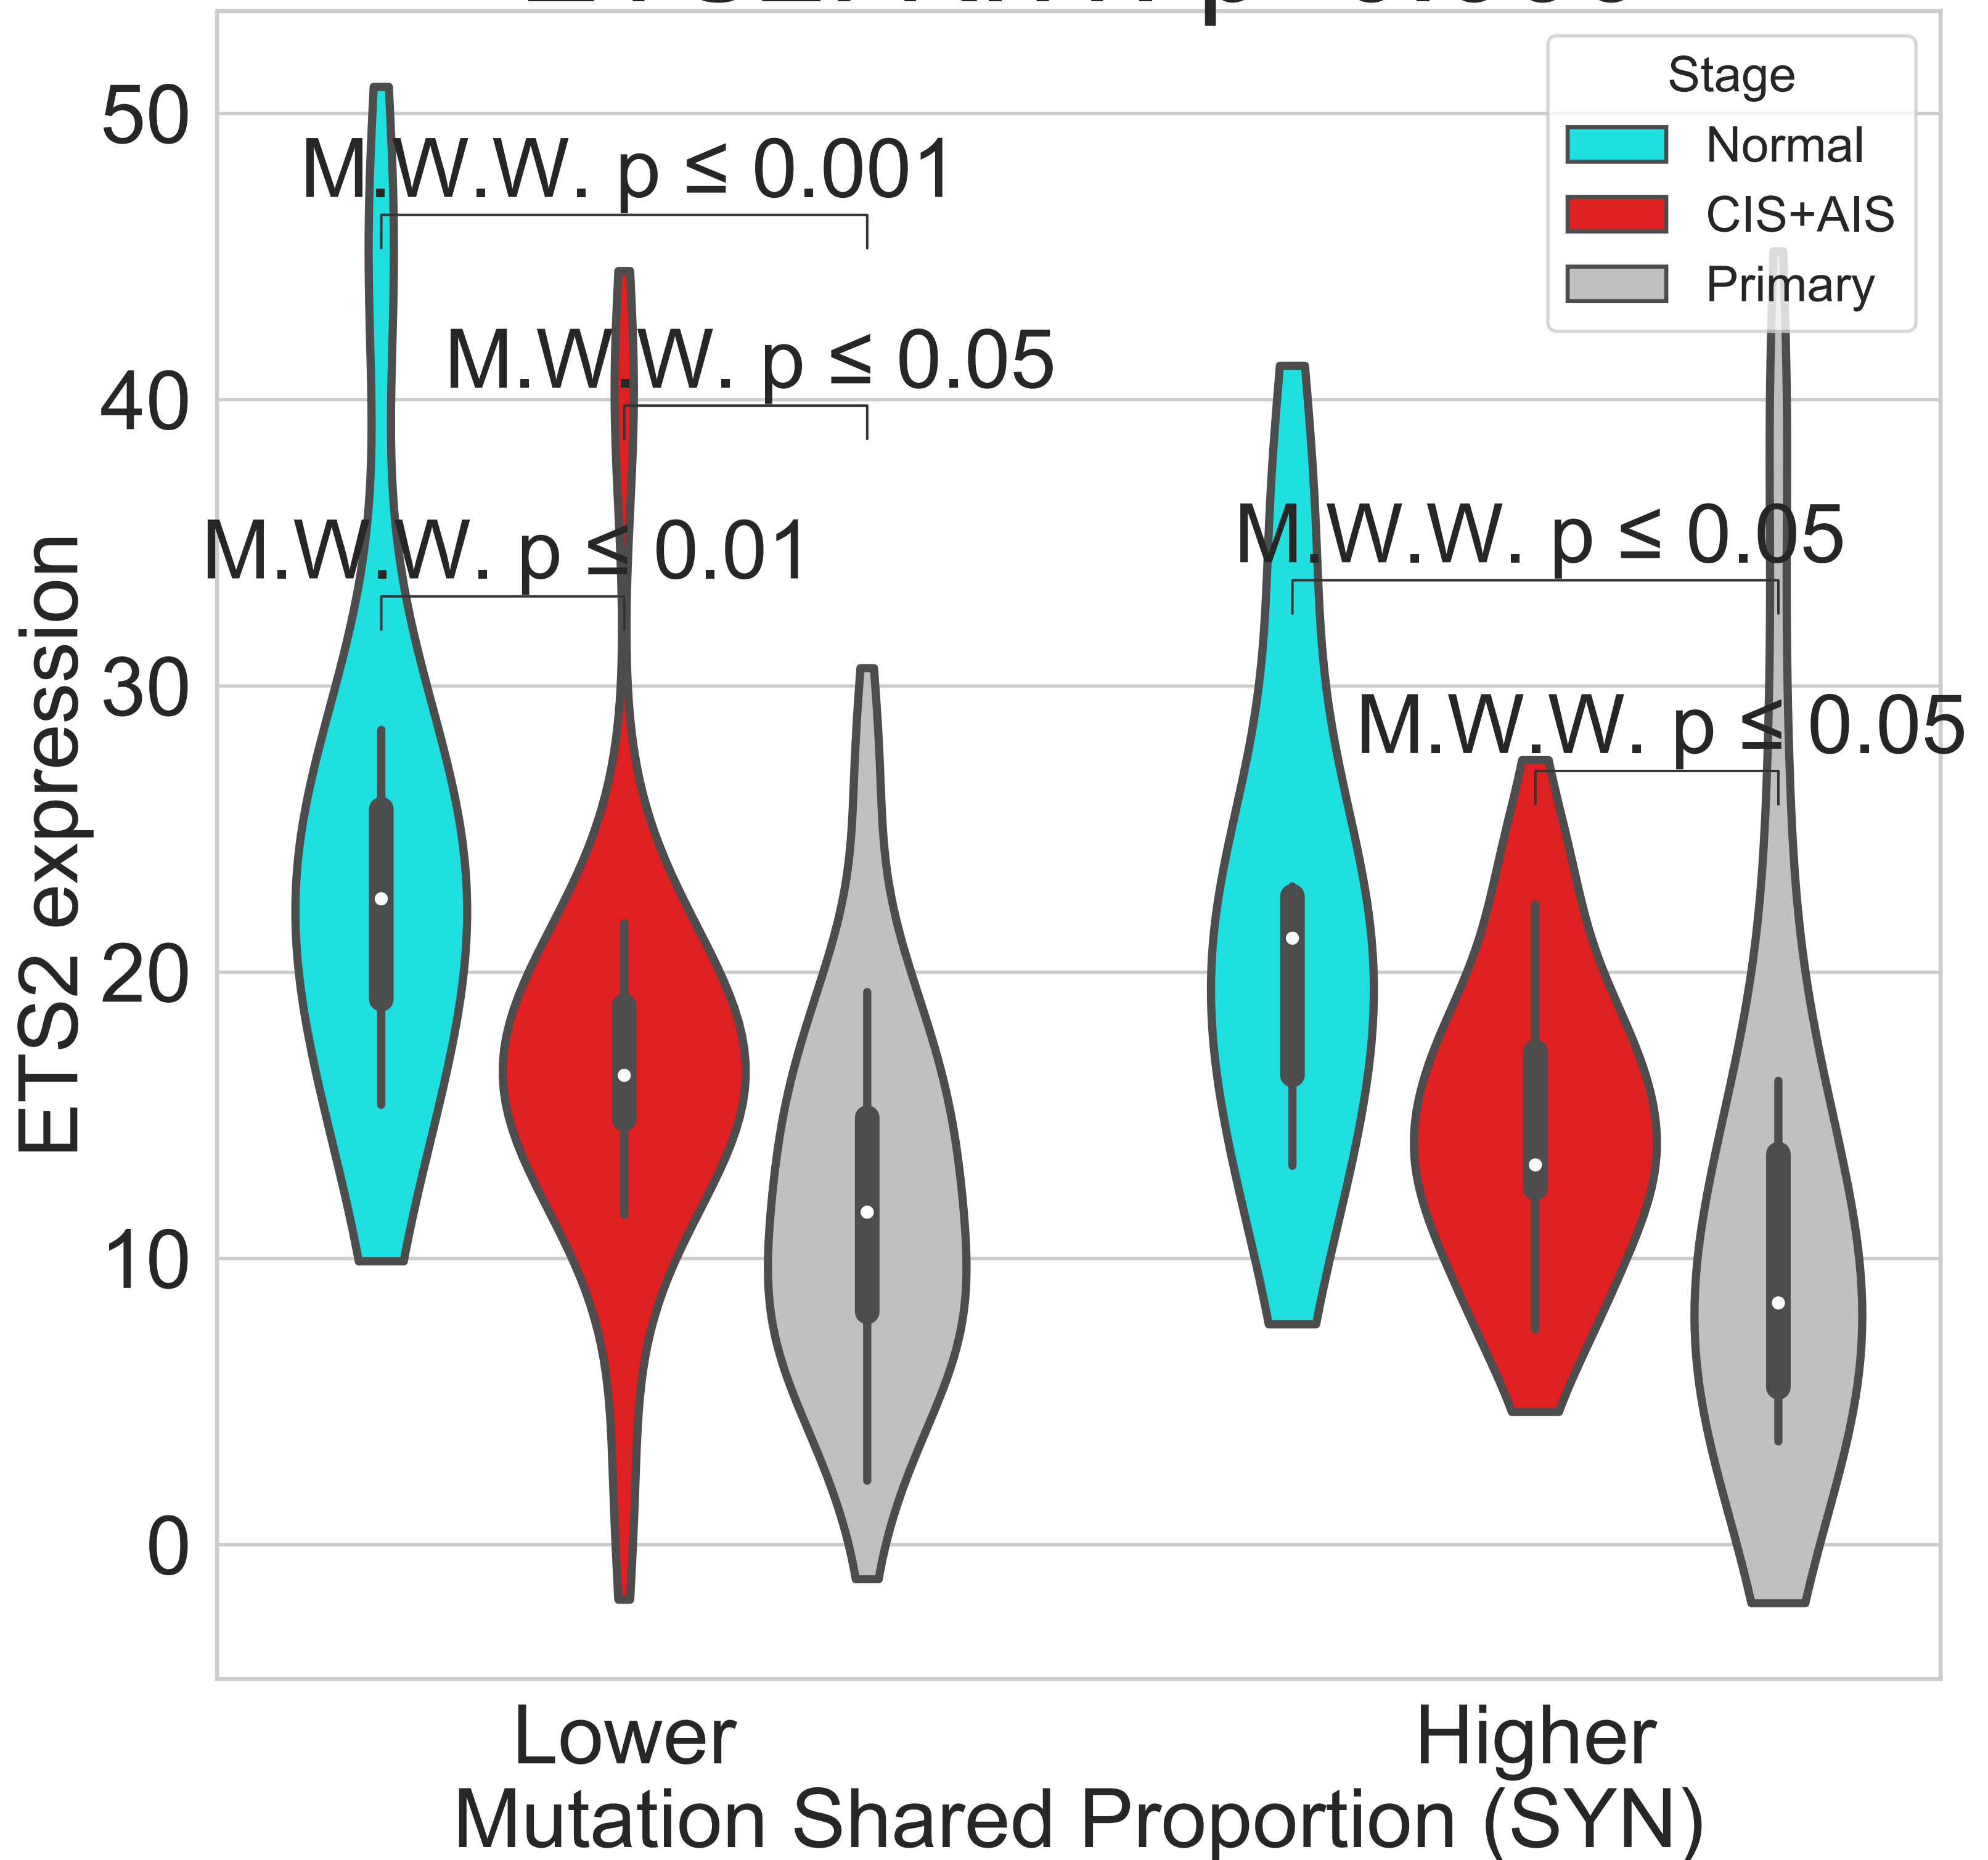 Stage
Normal
CIS+AIS
Primary
M.W.W. p ≤ 0.001
M.W.W. p ≤ 0.05
M.W.W. p ≤ 0.01
M.W.W. p ≤ 0.05
M.W.W. p ≤ 0.05
ETS2 expression
50
40
30
20
10
0
Lower
Higher
Mutation Shared Proportion (SYN)